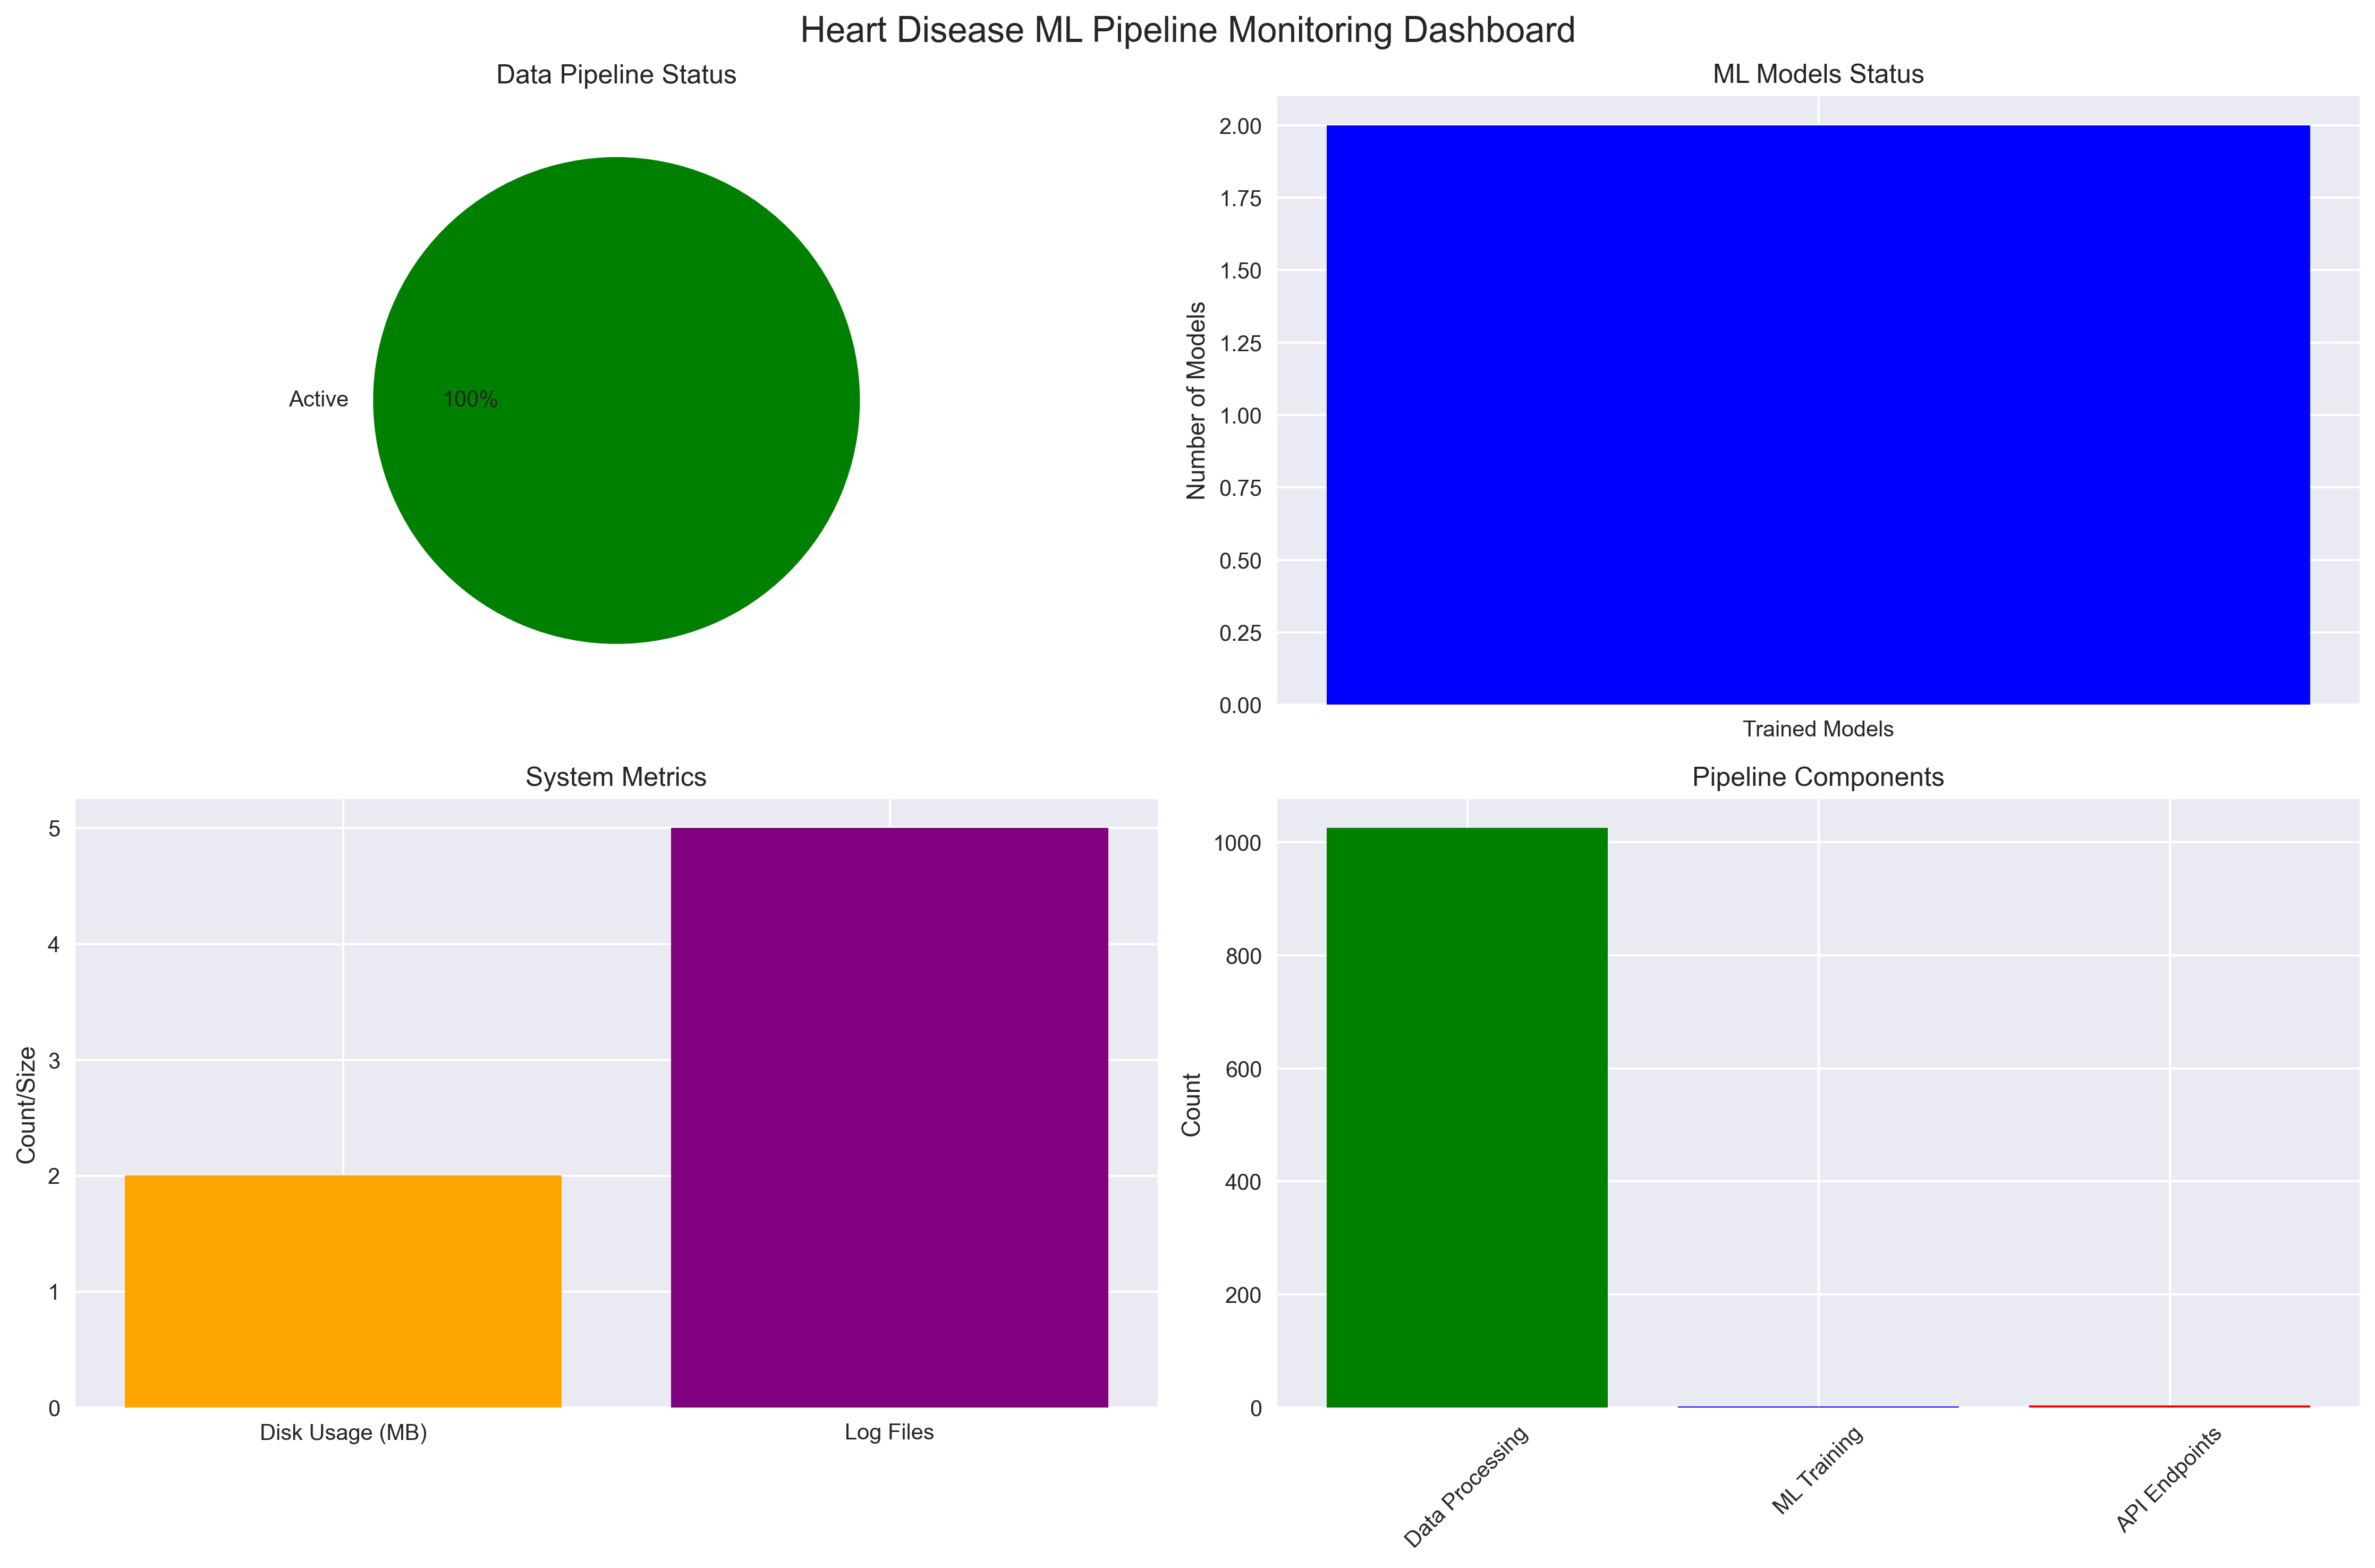 Heart Disease ML Pipeline Monitoring Dashboard
Data Pipeline Status
Active
100%
ML Models Status
Number of Models
2.00
1.75
1.50
1.25
1.00
0.75
0.50
0.25
0.00
Trained Models
System Metrics
Count/Size
5
4
3
2
1
0
Disk Usage (MB)
Log Files
Pipeline Components
Count
1000
800
600
400
200
0
Data Processing
ML Training
API Endpoints